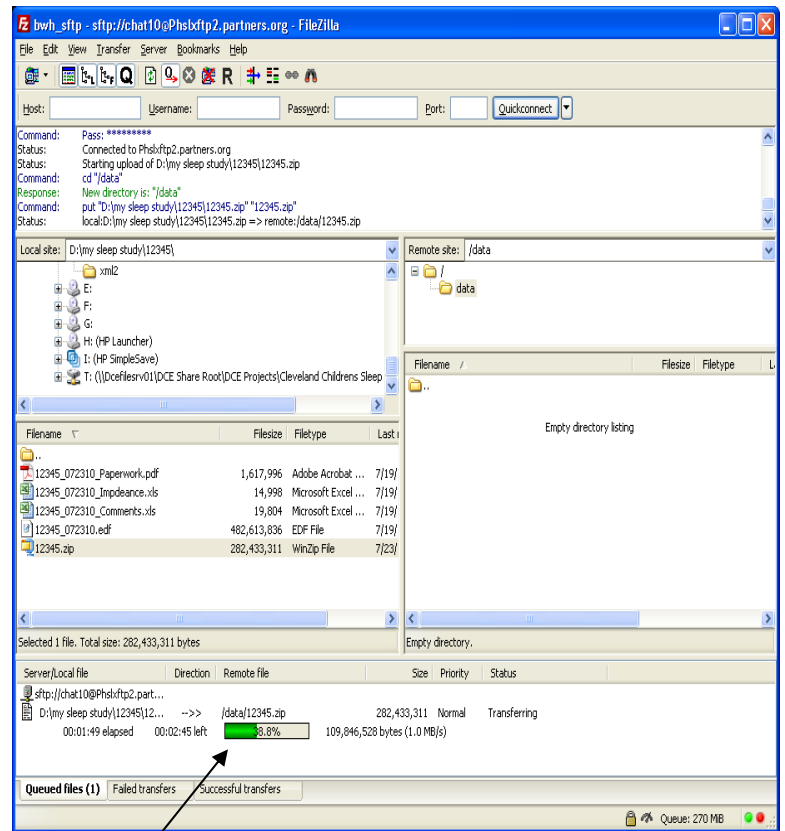 bwh_sftp - sftp://chat10@Phslxftp2.partners.org - FileZilla
File Edit View Transfer Server Bookmarks Help
Host: Username: Password: Port: Quickconnect
Command: Pass: *********
Status: Connected to Phslxftp2.partners.org
Status: Starting upload of D:\my sleep study\12345\12345.zip
Command: cd "/data"
Response: New directory is: "/data"
Command: put "D:\my sleep study\12345\12345.zip" "12345.zip"
Status: local:D:\my sleep study\12345\12345.zip => remote:/data/12345.zip
Local site: D:\my sleep study\12345\
xml2
E:
F:
G:
H: (HP Launcher)
I: (HP SimpleSave)
T: (\\Dcefilesrv01\DCE Share Root\DCE Projects\Cleveland Childrens Sleep
Remote site: /data
/
data
Filename Filesize Filetype L
..
Empty directory listing
Filename Filesize Filetype Last
..
12345_072310_Paperwork.pdf 1,617,996 Adobe Acrobat ... 7/19/
12345_072310_Impdeance.xls 14,998 Microsoft Excel ... 7/19/
12345_072310_Comments.xls 19,804 Microsoft Excel ... 7/19/
12345_072310.edf 482,613,836 EDF File 7/19/
12345.zip 282,433,311 WinZip File 7/23/
Selected 1 file. Total size: 282,433,311 bytes
Empty directory.
Server/Local file Direction Remote file Size Priority Status
sftp://chat10@Phslxftp2.part...
D:\my sleep study\12345\12... -->> /data/12345.zip 282,433,311 Normal Transferring
00:01:49 elapsed 00:02:45 left 38.8% 109,846,528 bytes (1.0 MB/s)
Queued files (1) Failed transfers Successful transfers
Queue: 270 MB